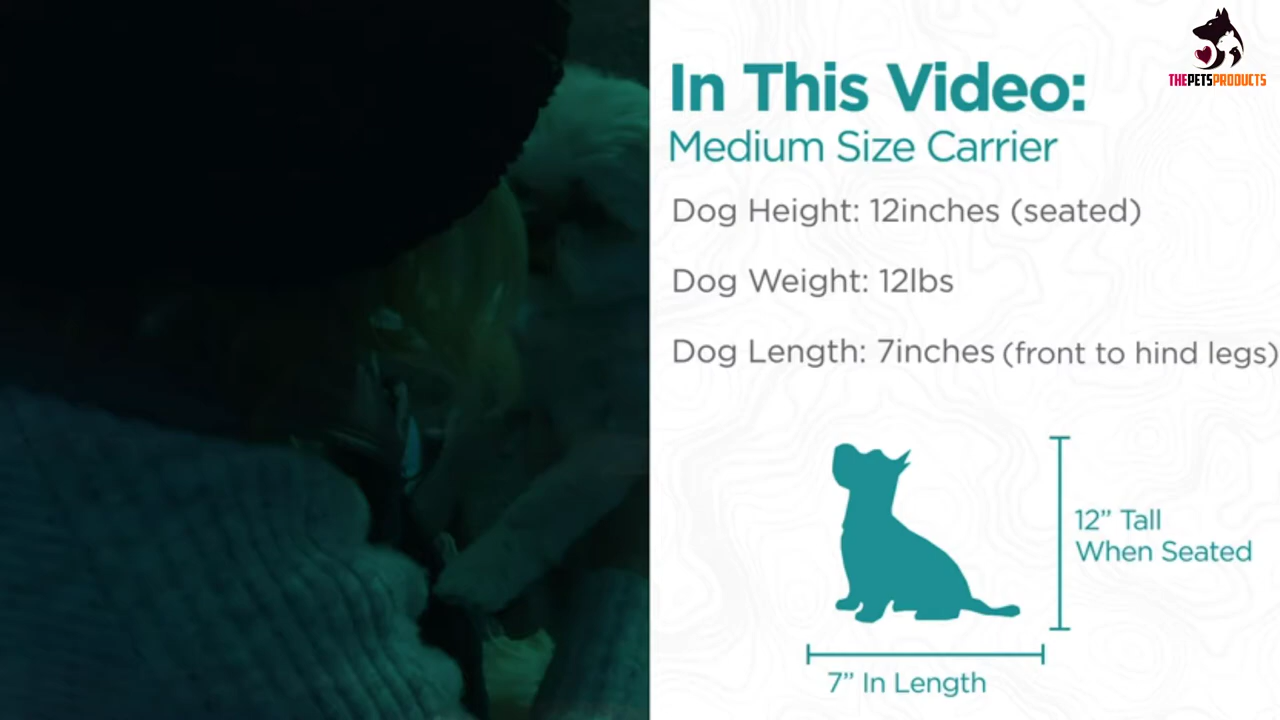 THEPETSPRODUCTS
In This Video:
Medium Size Carrier
Dog Height: 12inches (seated)
Dog Weight: 12lbs
Dog Length: 7inches (front to hind legs)
12” Tall
When Seated
7” In Length